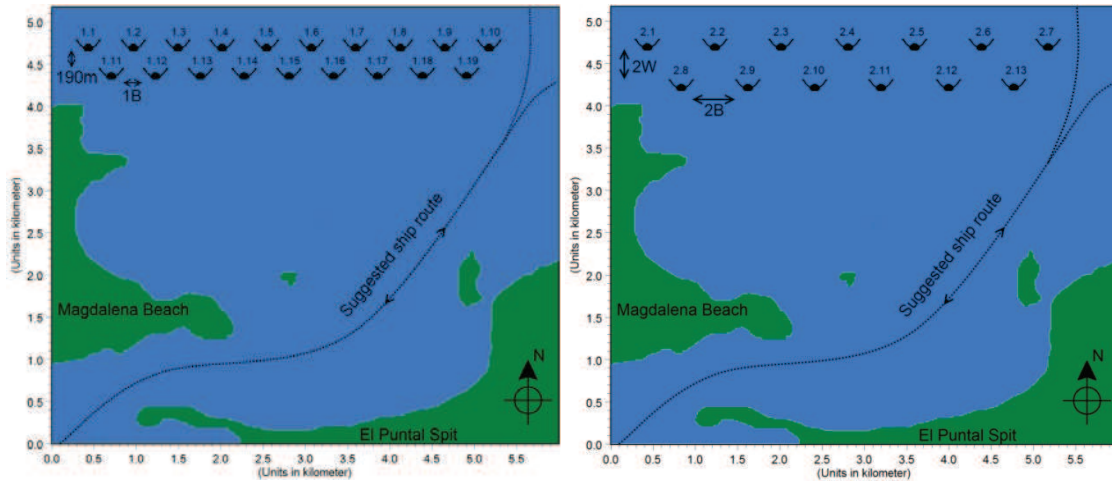 1.1 1.2 1.3 1.4 1.5 1.6 1.7 1.8 1.9 1.10
1.11 1.12 1.13 1.14 1.15 1.16 1.17 1.18 1.19
190m
1B
Suggested ship route
Magdalena Beach
N
El Puntal Spit
5.0
4.5
4.0
3.5
3.0
2.5
2.0
1.5
1.0
0.5
0.0
(Units in kilometer)
0.0 0.5 1.0 1.5 2.0 2.5 3.0 3.5 4.0 4.5 5.0 5.5
(Units in kilometer)
2.1 2.2 2.3 2.4 2.5 2.6 2.7
2.8 2.9 2.10 2.11 2.12 2.13
2W
2B
Suggested ship route
Magdalena Beach
N
El Puntal Spit
5.0
4.5
4.0
3.5
3.0
2.5
2.0
1.5
1.0
0.5
0.0
(Units in kilometer)
0.0 0.5 1.0 1.5 2.0 2.5 3.0 3.5 4.0 4.5 5.0 5.5
(Units in kilometer)